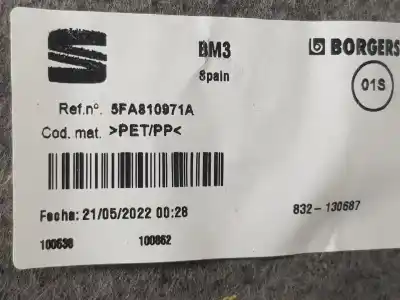 BM3
Spain
BORGERS
01S
Ref.nº. 5FA810971A
Cod. mat. >PET/PP<
Fecha: 21/05/2022 00:28
832-130687
100538 100862